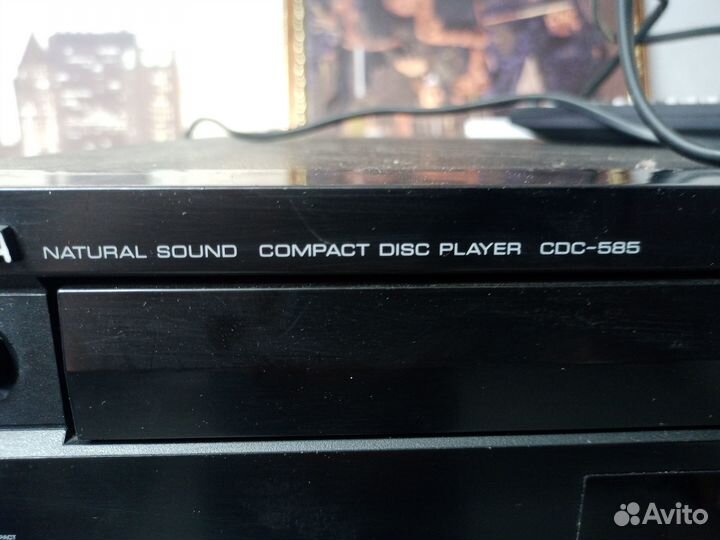 A NATURAL SOUND COMPACT DISC PLAYER CDC-585
Avito